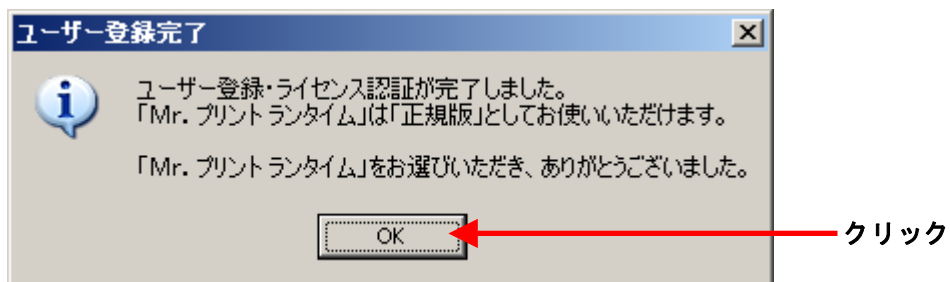 ユーザー登録完了
ユーザー登録・ライセンス認証が完了しました。
「Mr. プリント ランタイム」は「正規版」としてお使いいただけます。
「Mr. プリント ランタイム」をお選びいただき、ありがとうございました。
OK
クリック